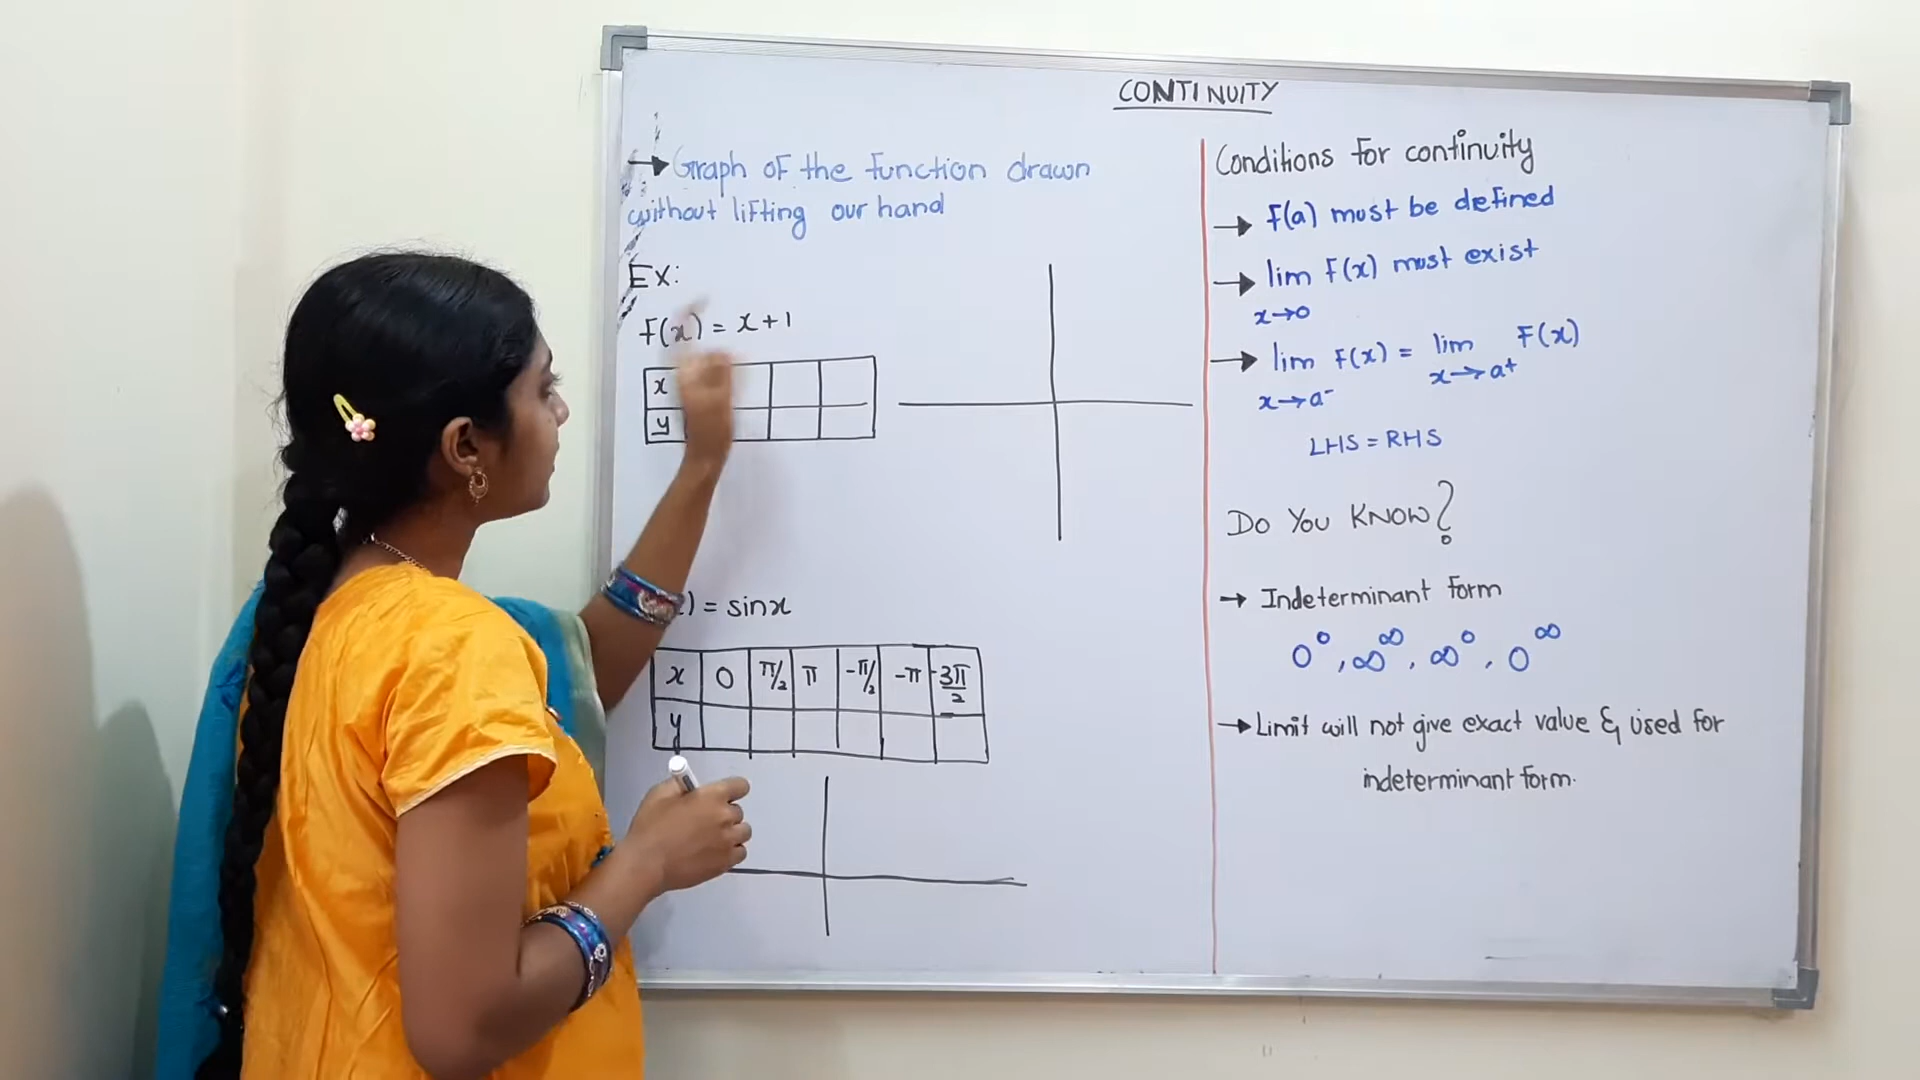 CONTINUITY
→ Graph of the function drawn
without lifting our hand
Ex:
f(x) = x+1
x
y
) = sinx
x 0 π/2 π -π/2 -π -3π/2
y
Conditions for continuity
→ f(a) must be defined
→ lim f(x) must exist
x→0
→ lim f(x) = lim f(x)
x→a⁻ x→a⁺
LHS = RHS
DO YOU KNOW?
→ Indeterminant form
0⁰, ∞^∞, ∞⁰, 0^∞
→ Limit will not give exact value & used for
indeterminant form.